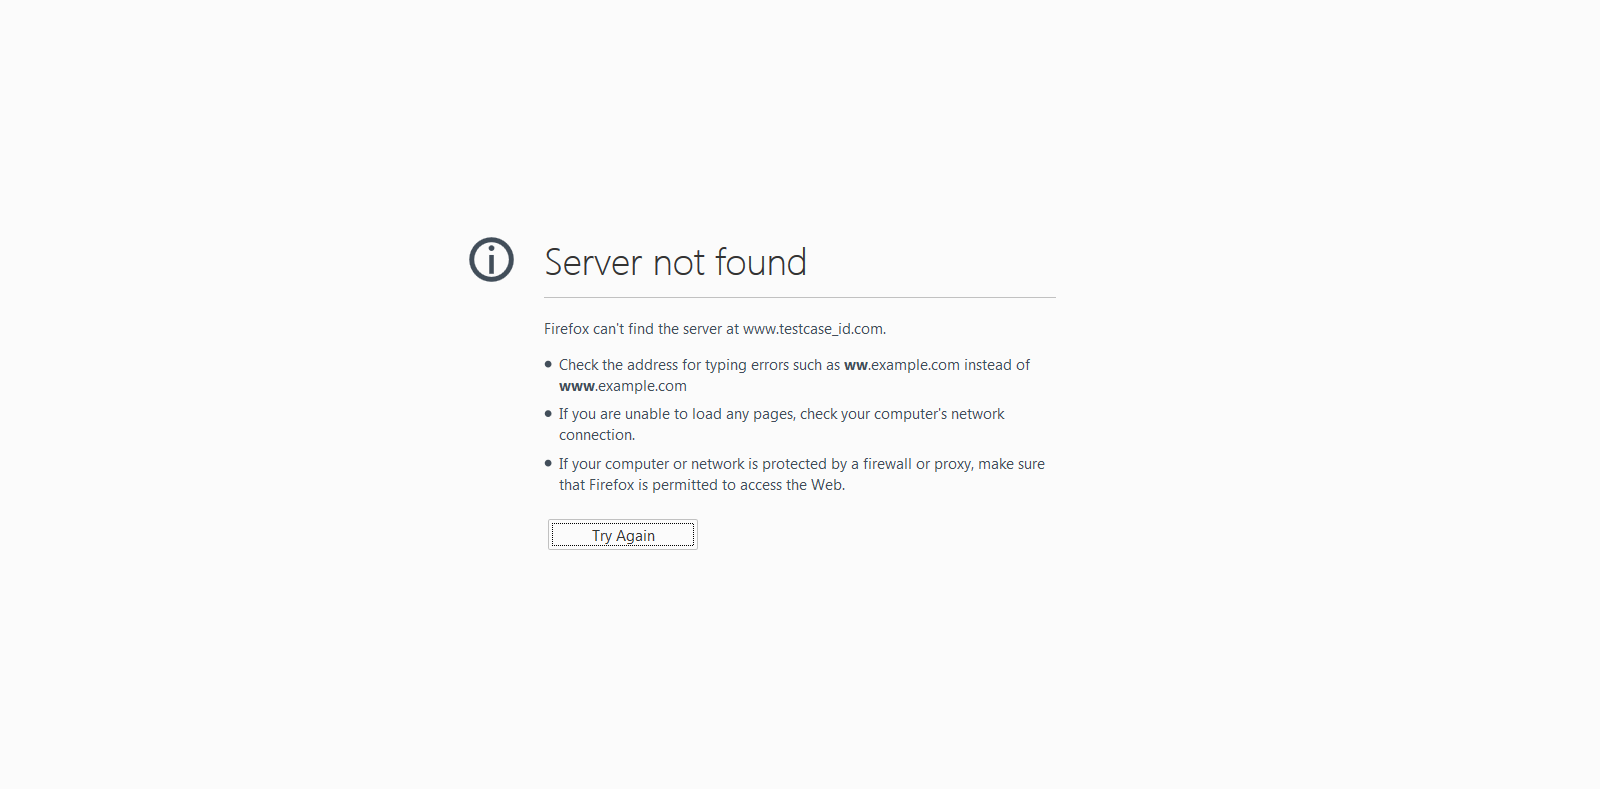 Server not found
Firefox can't find the server at www.testcase_id.com.
Check the address for typing errors such as ww.example.com instead of
www.example.com
If you are unable to load any pages, check your computer's network
connection.
If your computer or network is protected by a firewall or proxy, make sure
that Firefox is permitted to access the Web.
Try Again